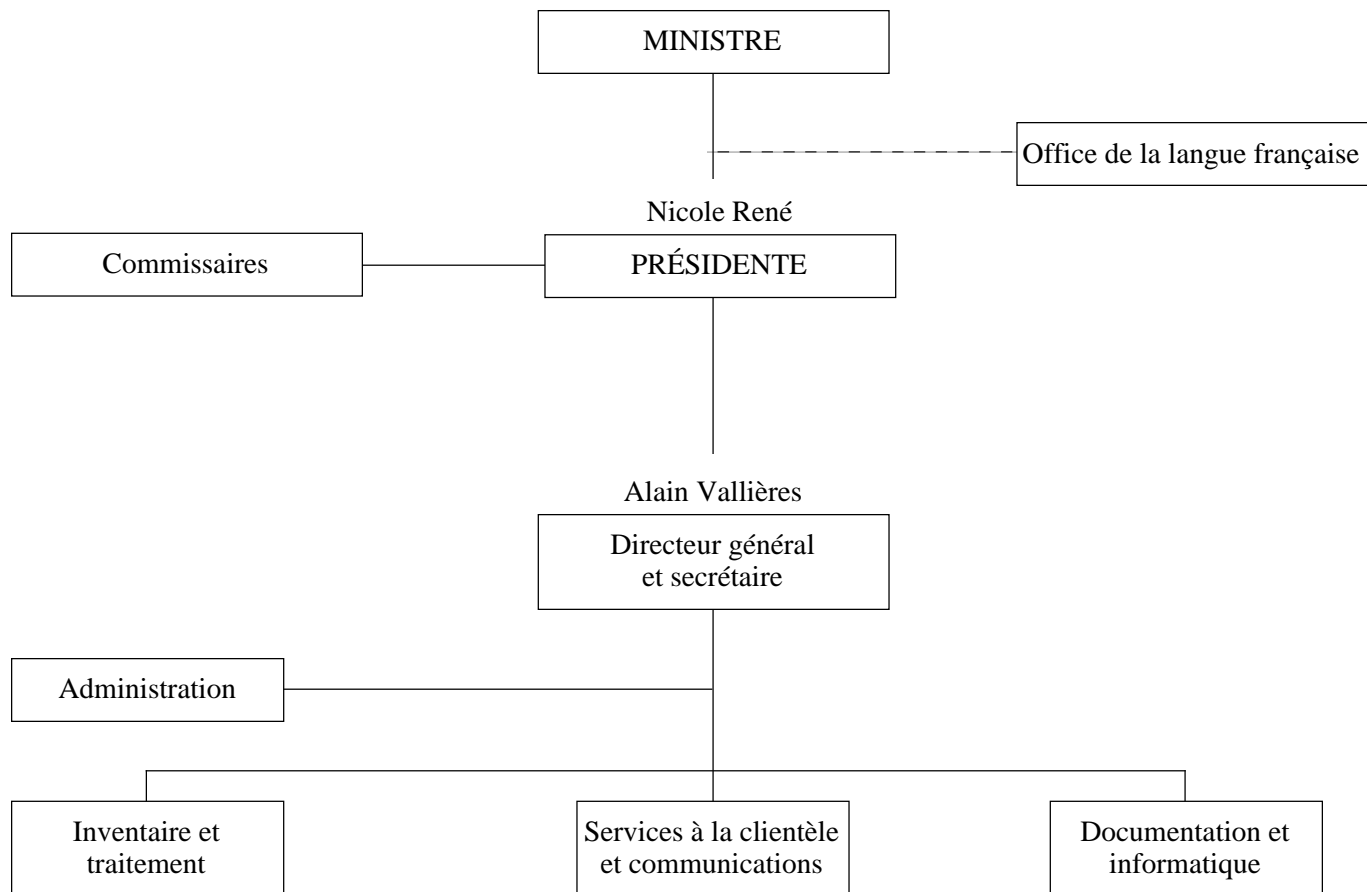 MINISTRE
Office de la langue française
Nicole René
Commissaires
PRÉSIDENTE
Alain Vallières
Directeur général
et secrétaire
Administration
Inventaire et
traitement
Services à la clientèle
et communications
Documentation et
informatique